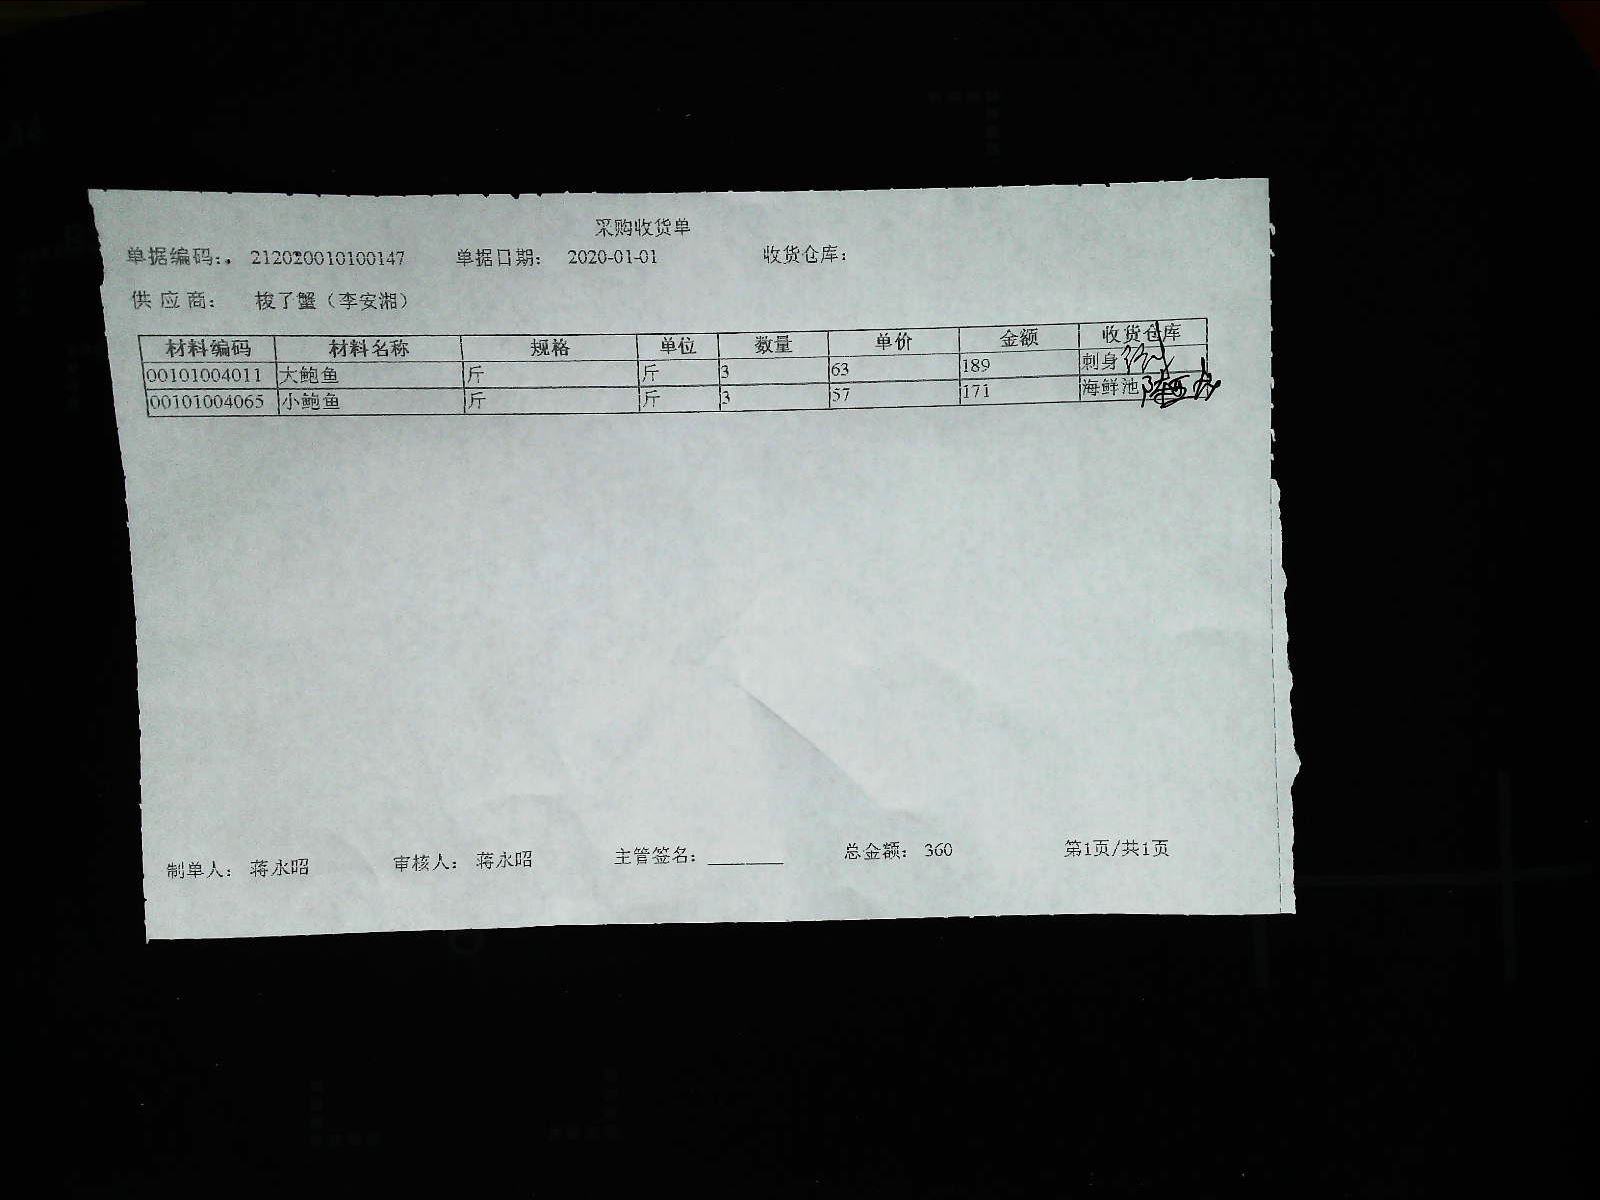 采购收货单
单据编码: 212020010100147 单据日期: 2020-01-01 收货仓库:
供应商: 梭了蟹（李安湘）
材料编码 材料名称 规格 单位 数量 单价 金额 收货仓库
00101004011 大鲍鱼 斤 斤 3 63 189 刺身
00101004065 小鲍鱼 斤 斤 3 57 171 海鲜池
制单人: 蒋永昭 审核人: 蒋永昭 主管签名: 总金额: 360 第1页/共1页